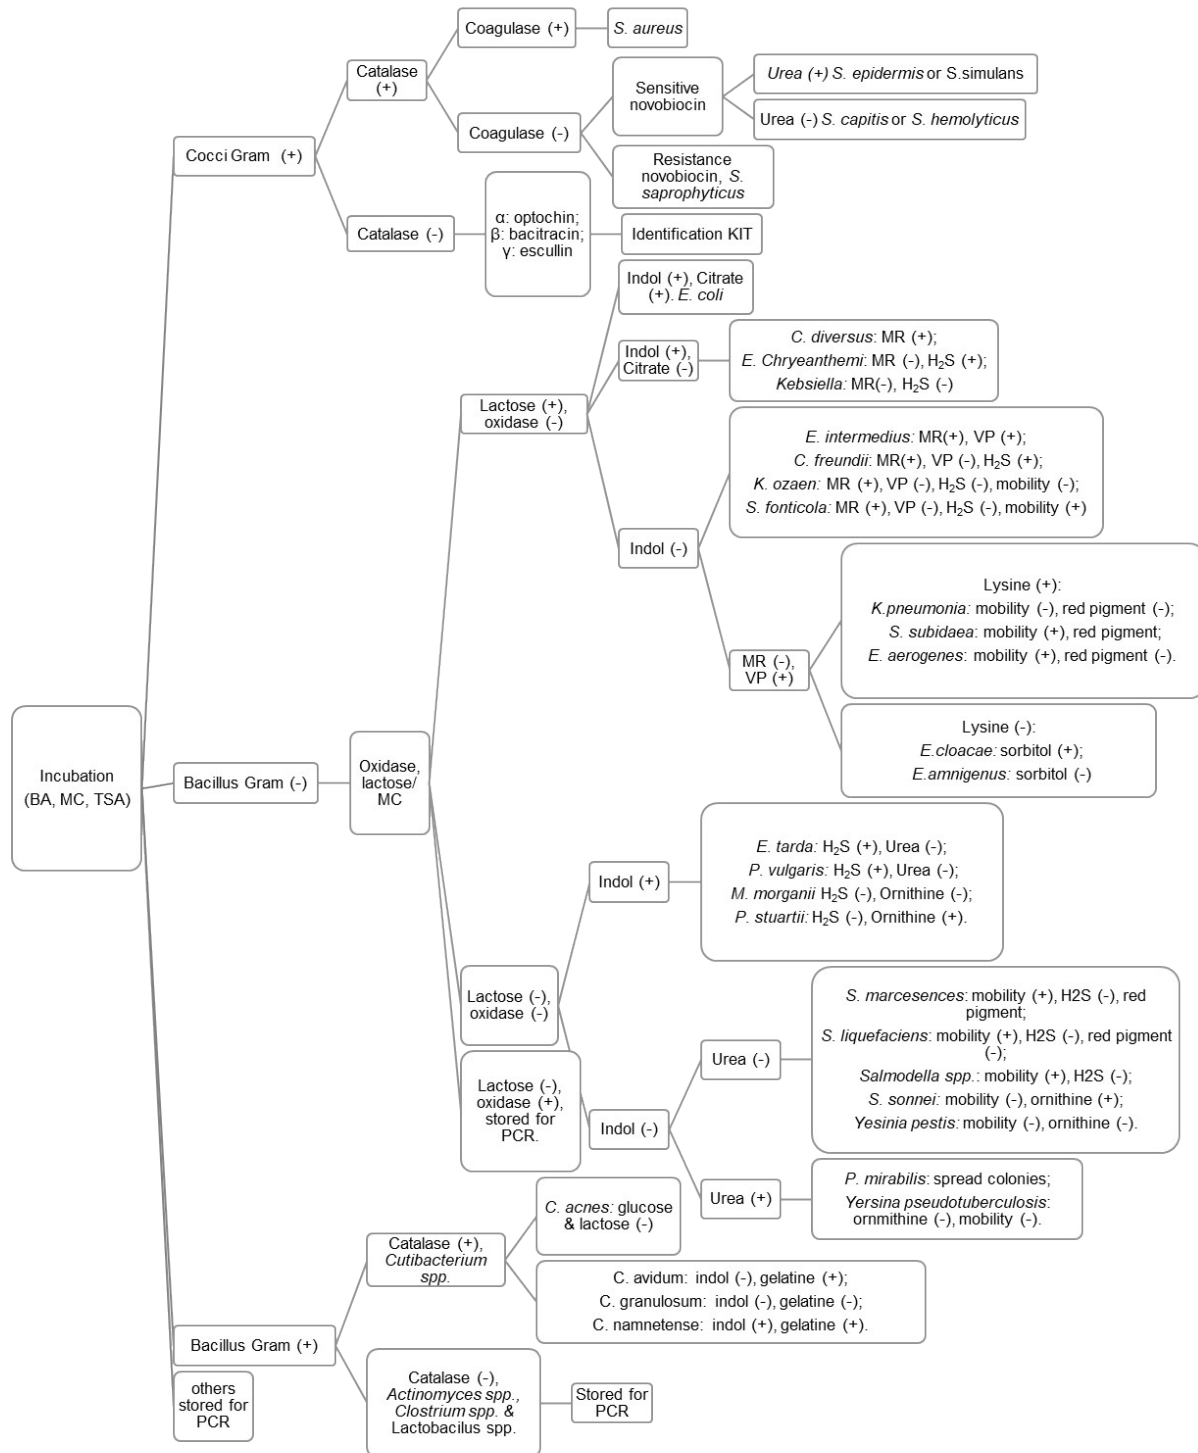 Incubation
(BA, MC, TSA)
Cocci Gram (+)
Catalase
(+)
Coagulase (+)
S. aureus
Coagulase (-)
Sensitive
novobiocin
Urea (+) S. epidermis or S.simulans
Urea (-) S. capitis or S. hemolyticus
Resistance
novobiocin, S.
saprophyticus
Catalase (-)
α: optochin;
β: bacitracin;
γ: escullin
Identification KIT
Bacillus Gram (-)
Oxidase,
lactose/
MC
Lactose (+),
oxidase (-)
Indol (+), Citrate
(+). E. coli
Indol (+),
Citrate (-)
C. diversus: MR (+);
E. Chryeanthemi: MR (-), H2S (+);
Kebsiella: MR(-), H2S (-)
Indol (-)
E. intermedius: MR(+), VP (+);
C. freundii: MR(+), VP (-), H2S (+);
K. ozaen: MR (+), VP (-), H2S (-), mobility (-);
S. fonticola: MR (+), VP (-), H2S (-), mobility (+)
MR (-),
VP (+)
Lysine (+):
K.pneumonia: mobility (-), red pigment (-);
S. subidaea: mobility (+), red pigment;
E. aerogenes: mobility (+), red pigment (-).
Lysine (-):
E.cloacae: sorbitol (+);
E.amnigenus: sorbitol (-)
Lactose (-),
oxidase (-)
Indol (+)
E. tarda: H2S (+), Urea (-);
P. vulgaris: H2S (+), Urea (-);
M. morganii H2S (-), Ornithine (-);
P. stuartii: H2S (-), Ornithine (+).
Indol (-)
Urea (-)
S. marcesences: mobility (+), H2S (-), red
pigment;
S. liquefaciens: mobility (+), H2S (-), red pigment
(-);
Salmodella spp.: mobility (+), H2S (-);
S. sonnei: mobility (-), ornithine (+);
Yesinia pestis: mobility (-), ornithine (-).
Urea (+)
P. mirabilis: spread colonies;
Yersina pseudotuberculosis:
ornmithine (-), mobility (-).
Lactose (-),
oxidase (+),
stored for
PCR.
Bacillus Gram (+)
Catalase (+),
Cutibacterium
spp.
C. acnes: glucose
& lactose (-)
C. avidum: indol (-), gelatine (+);
C. granulosum: indol (-), gelatine (-);
C. namnetense: indol (+), gelatine (+).
Catalase (-),
Actinomyces spp.,
Clostrium spp. &
Lactobacilus spp.
Stored for
PCR
others
stored for
PCR